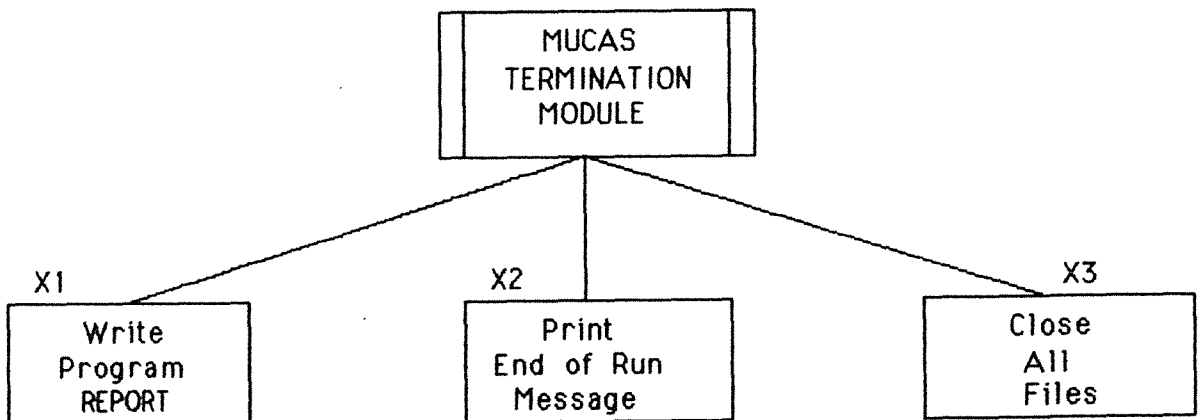 MUCAS
TERMINATION
MODULE
X1
Write
Program
REPORT
X2
Print
End of Run
Message
X3
Close
All
Files